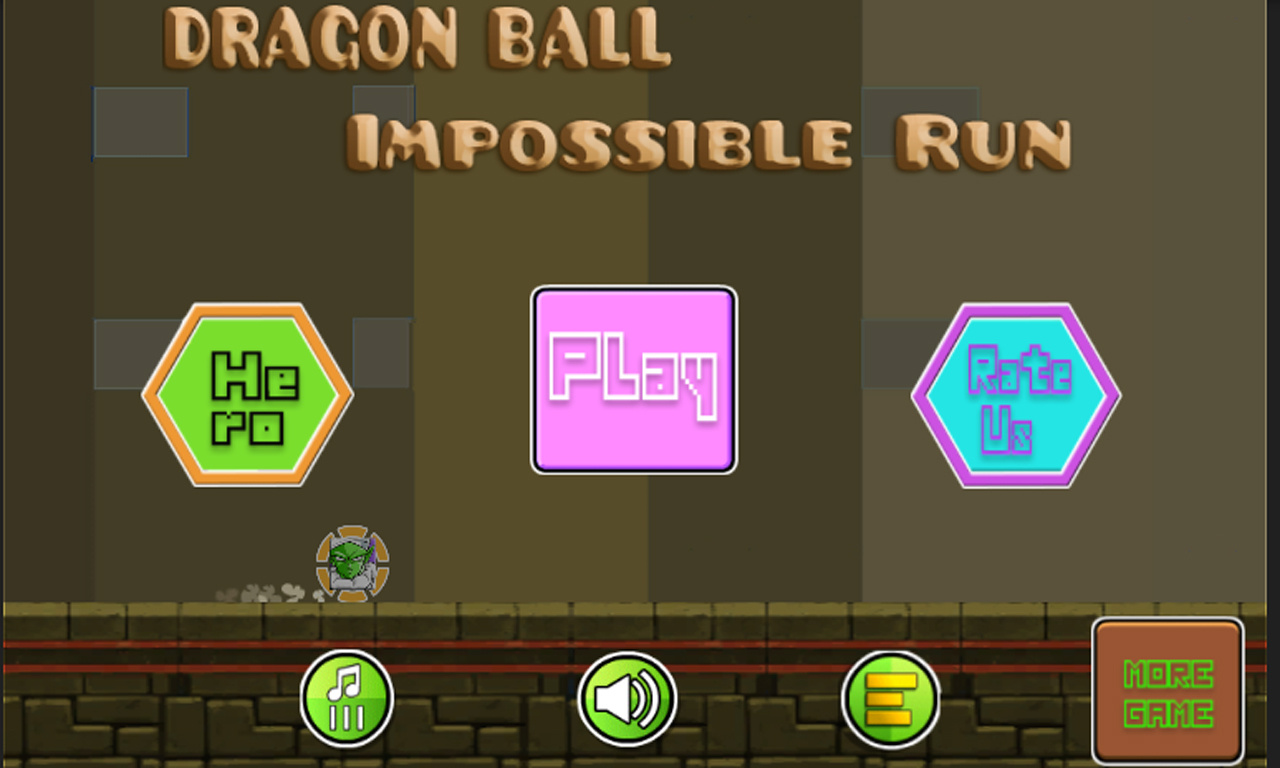 DRAGON BALL
IMPOSSIBLE RUN
He
ro
PLay
Rate
Us
MORE
GAME